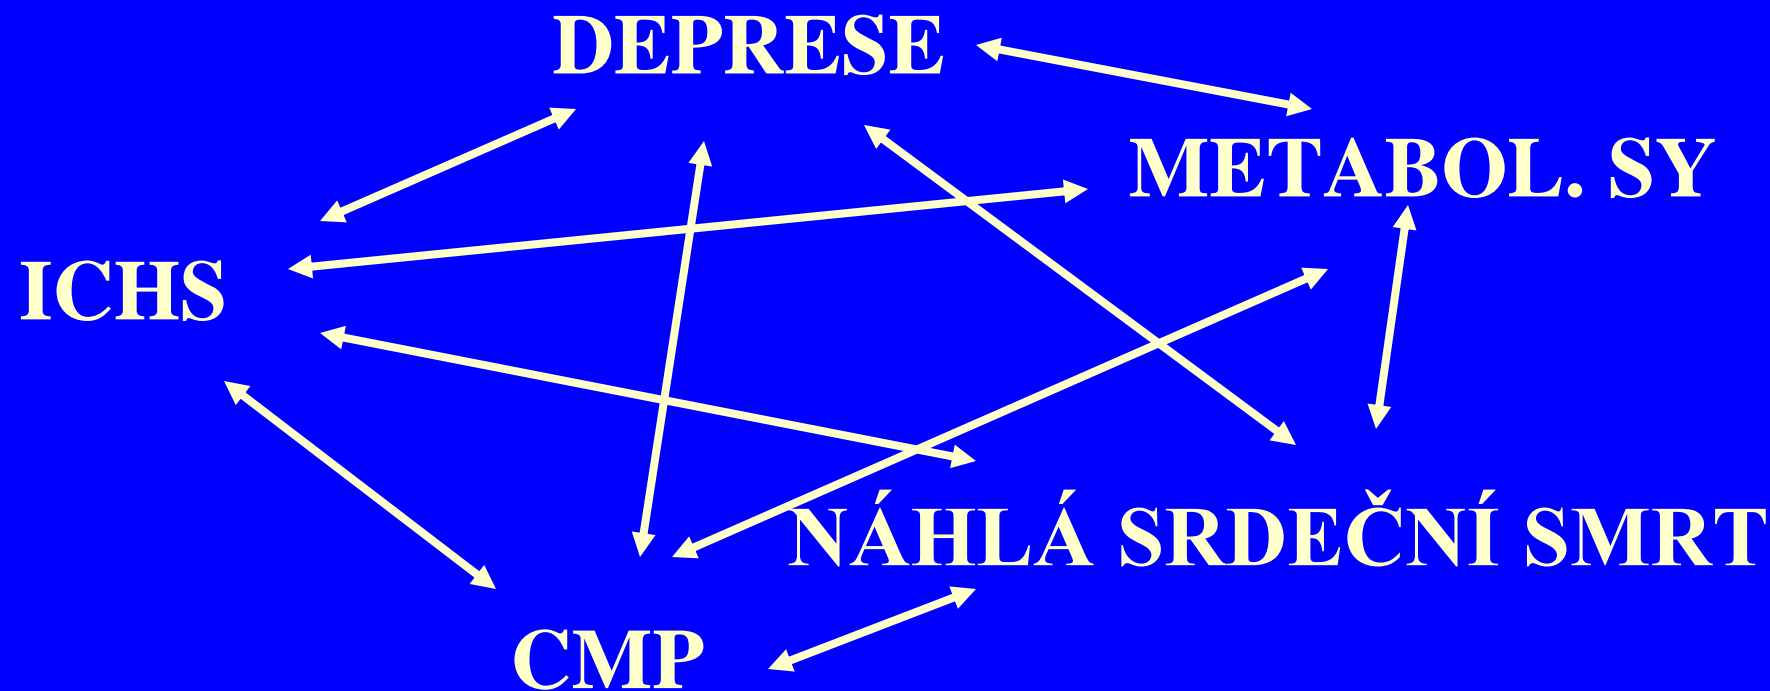 DEPRESE
METABOL. SY
ICHS
NÁHLÁ SRDEČNÍ SMRT
CMP